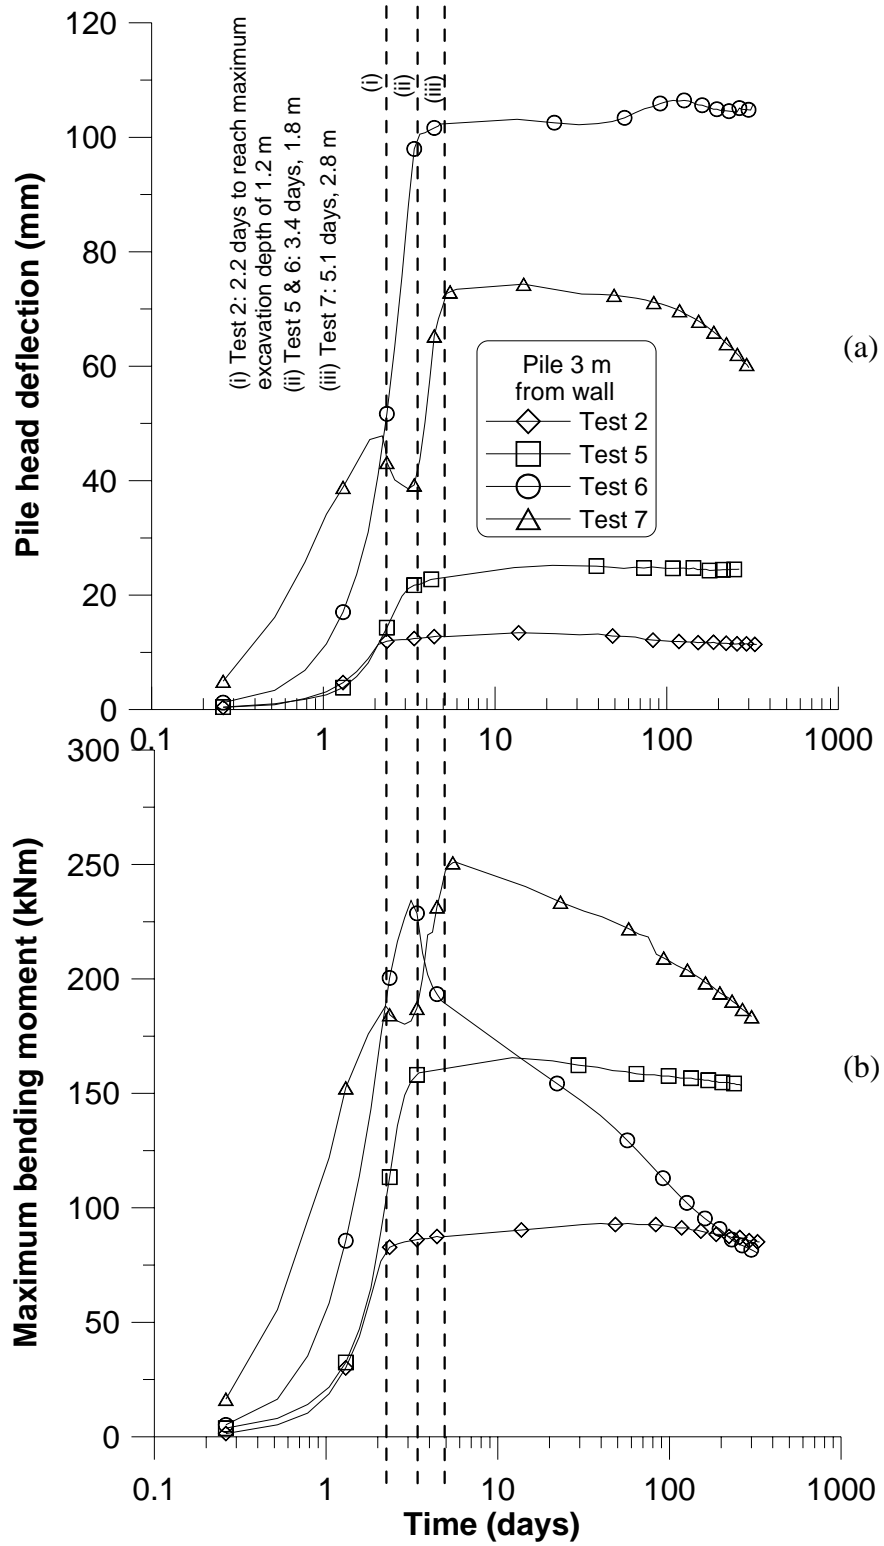 120
100
80
60
40
20
0
Pile head deflection (mm)
(i) Test 2: 2.2 days to reach maximum
excavation depth of 1.2 m
(ii) Test 5 & 6: 3.4 days, 1.8 m
(iii) Test 7: 5.1 days, 2.8 m
(i)
(ii)
(iii)
Pile 3 m
from wall
Test 2
Test 5
Test 6
Test 7
(a)
0.1 1 10 100 1000
300
250
200
150
100
50
0
Maximum bending moment (kNm)
(b)
0.1 1 10 100 1000
Time (days)